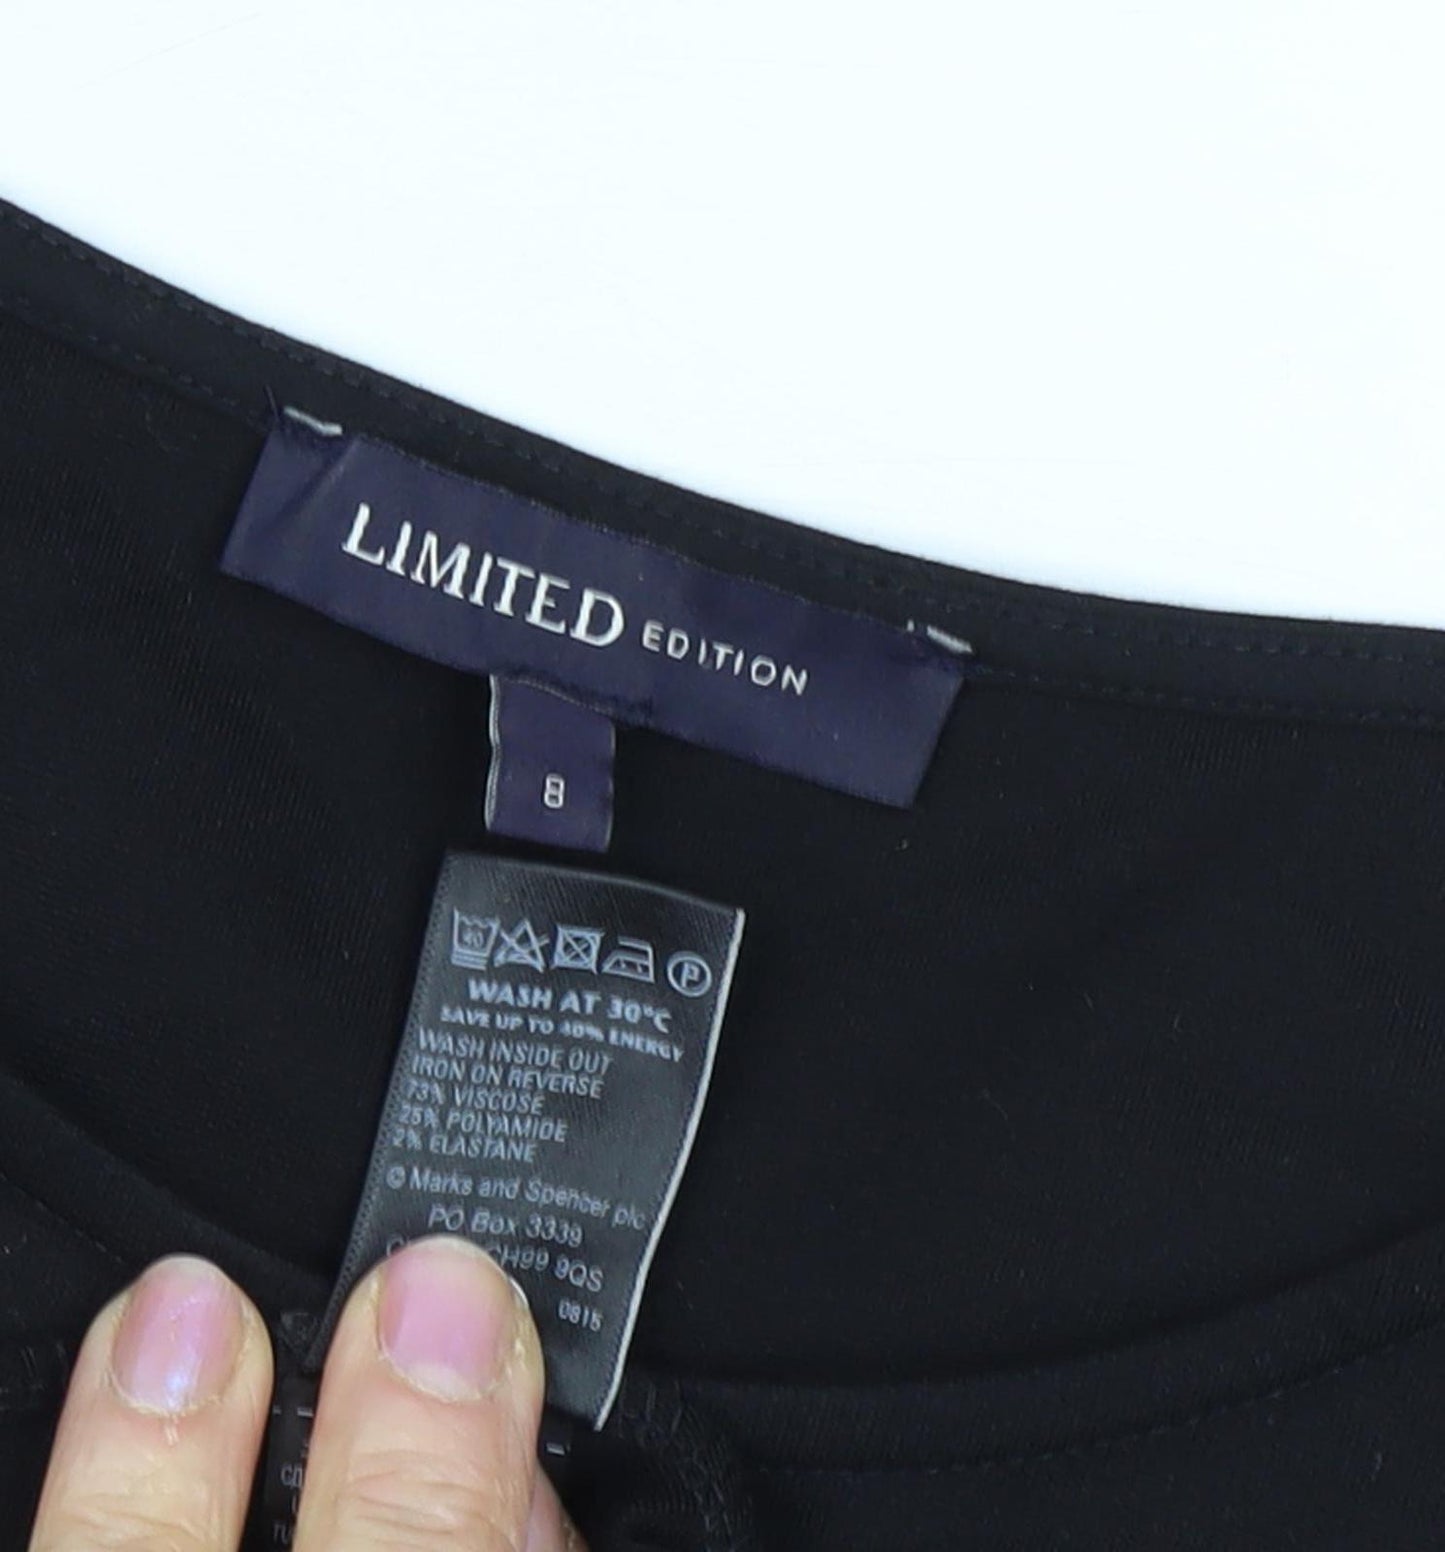 LIMITED EDITION
8
40
P
WASH AT 30°C
SAVE UP TO 40% ENERGY
WASH INSIDE OUT
IRON ON REVERSE
73% VISCOSE
25% POLYAMIDE
2% ELASTANE
© Marks and Spencer plc
PO Box 3339
CH99 9QS
0815